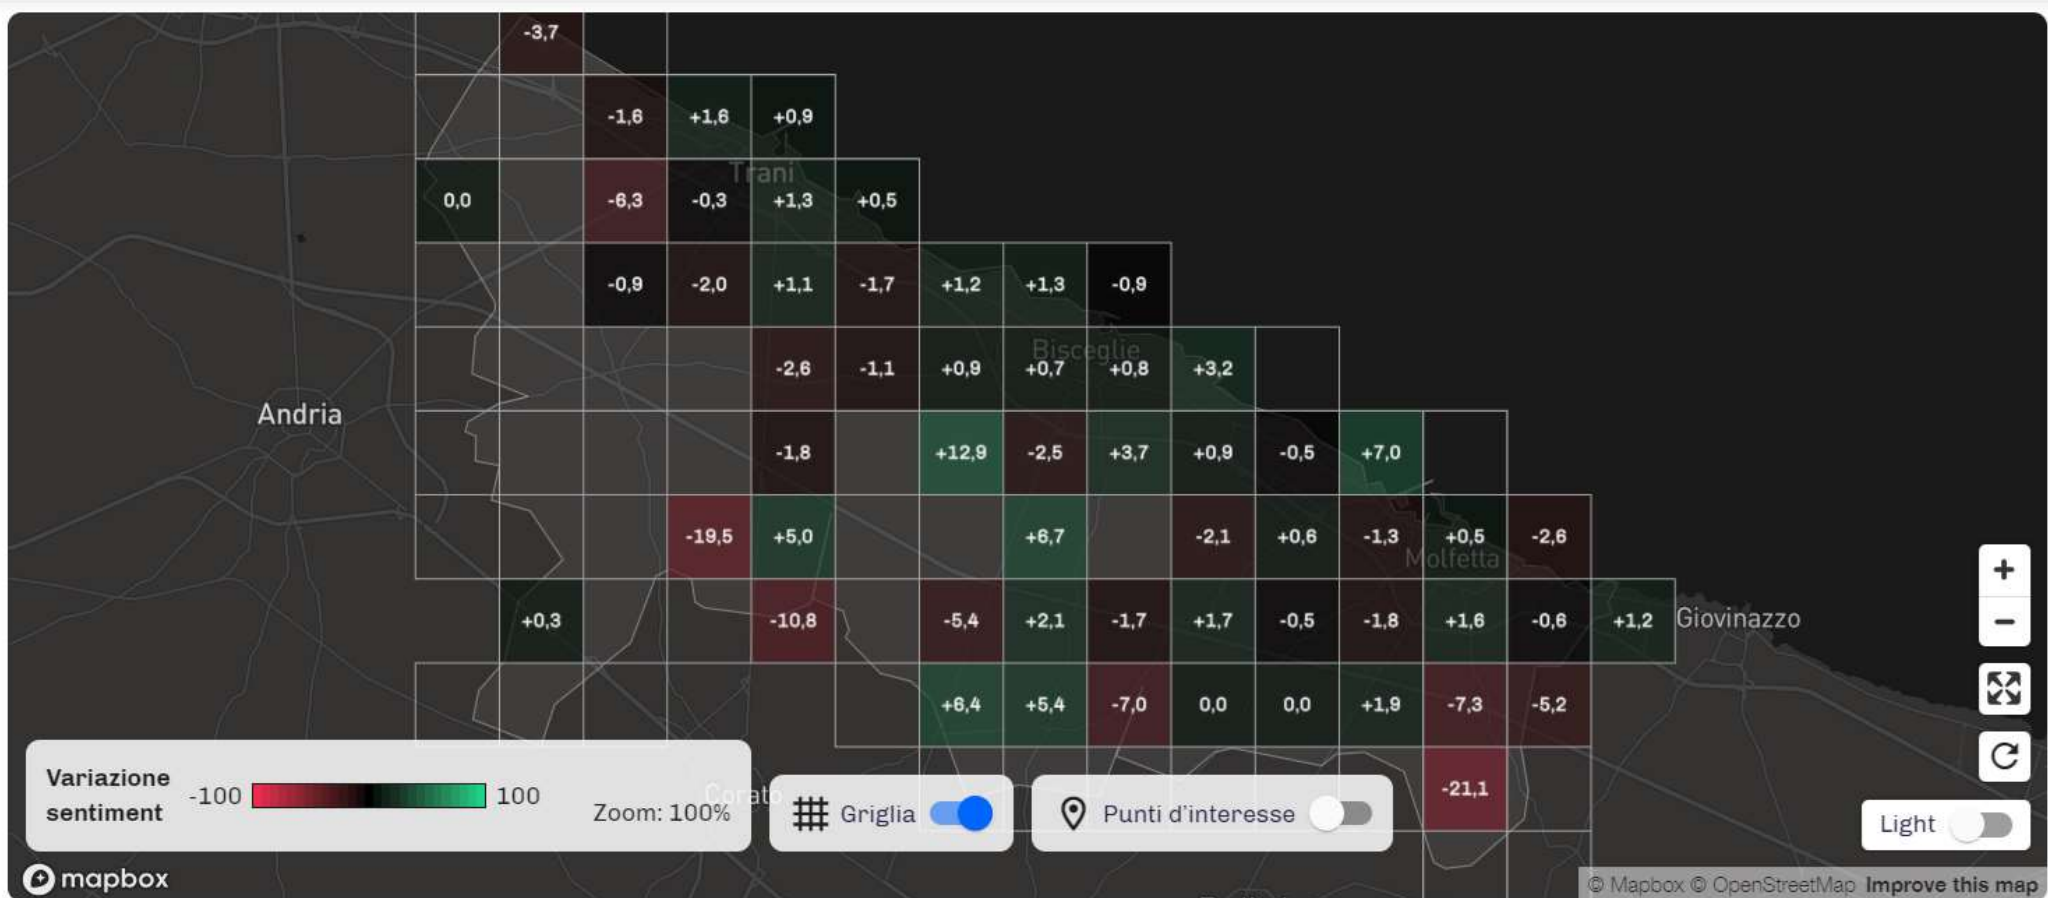 -3,7
-1,6 +1,6 +0,9
Trani
0,0 -6,3 -0,3 +1,3 +0,5
-0,9 -2,0 +1,1 -1,7 +1,2 +1,3 -0,9
Bisceglie
-2,6 -1,1 +0,9 +0,7 +0,8 +3,2
Andria
-1,8 +12,9 -2,5 +3,7 +0,9 -0,5 +7,0
-19,5 +5,0 +6,7 -2,1 +0,6 -1,3 +0,5 -2,6
Molfetta
+0,3 -10,8 -5,4 +2,1 -1,7 +1,7 -0,5 -1,8 +1,6 -0,6 +1,2 Giovinazzo
+6,4 +5,4 -7,0 0,0 0,0 +1,9 -7,3 -5,2
-21,1
Variazione
sentiment
-100 100
Zoom: 100%
Corato
Griglia
Punti d'interesse
Light
mapbox
© Mapbox © OpenStreetMap Improve this map